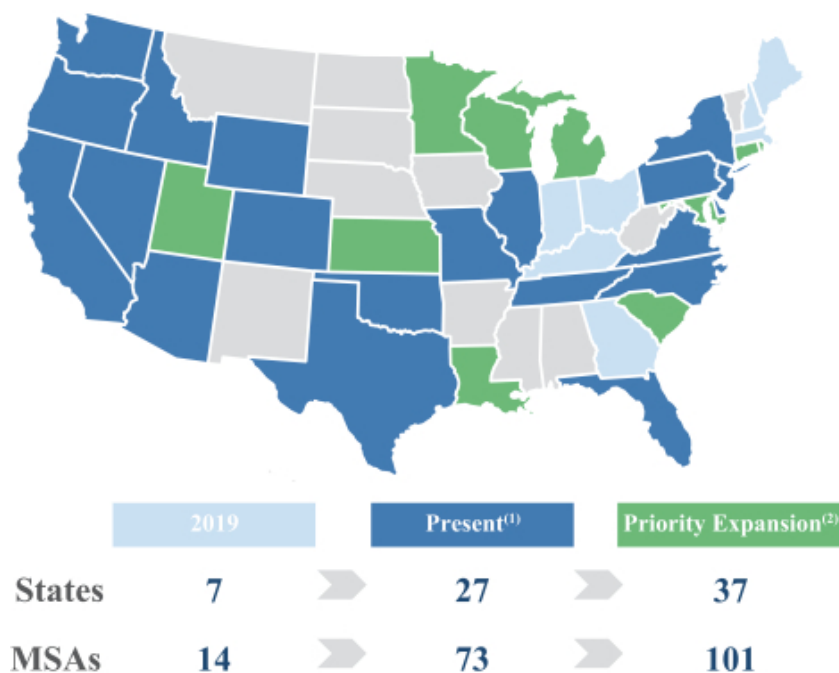 2019 Present(1) Priority Expansion(2)
States 7 27 37
MSAs 14 73 101